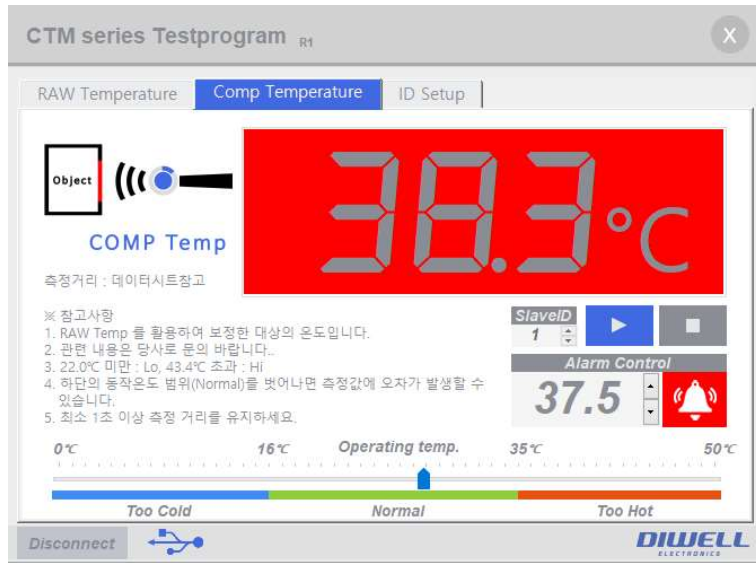 CTM series Testprogram R1
X
RAW Temperature
Comp Temperature
ID Setup
Object
COMP Temp
38.3℃
측정거리 : 데이터시트참고
※ 참고사항
1. RAW Temp 를 활용하여 보정한 대상의 온도입니다.
2. 관련 내용은 당사로 문의 바랍니다..
3. 22.0℃ 미만 : Lo, 43.4℃ 초과 : Hi
4. 하단의 동작온도 범위(Normal)를 벗어나면 측정값에 오차가 발생할 수
있습니다.
5. 최소 1초 이상 측정 거리를 유지하세요.
SlaveID
1
Alarm Control
37.5
0℃ 16℃ Operating temp. 35℃ 50℃
Too Cold Normal Too Hot
Disconnect
DIWELL
ELECTRONICS